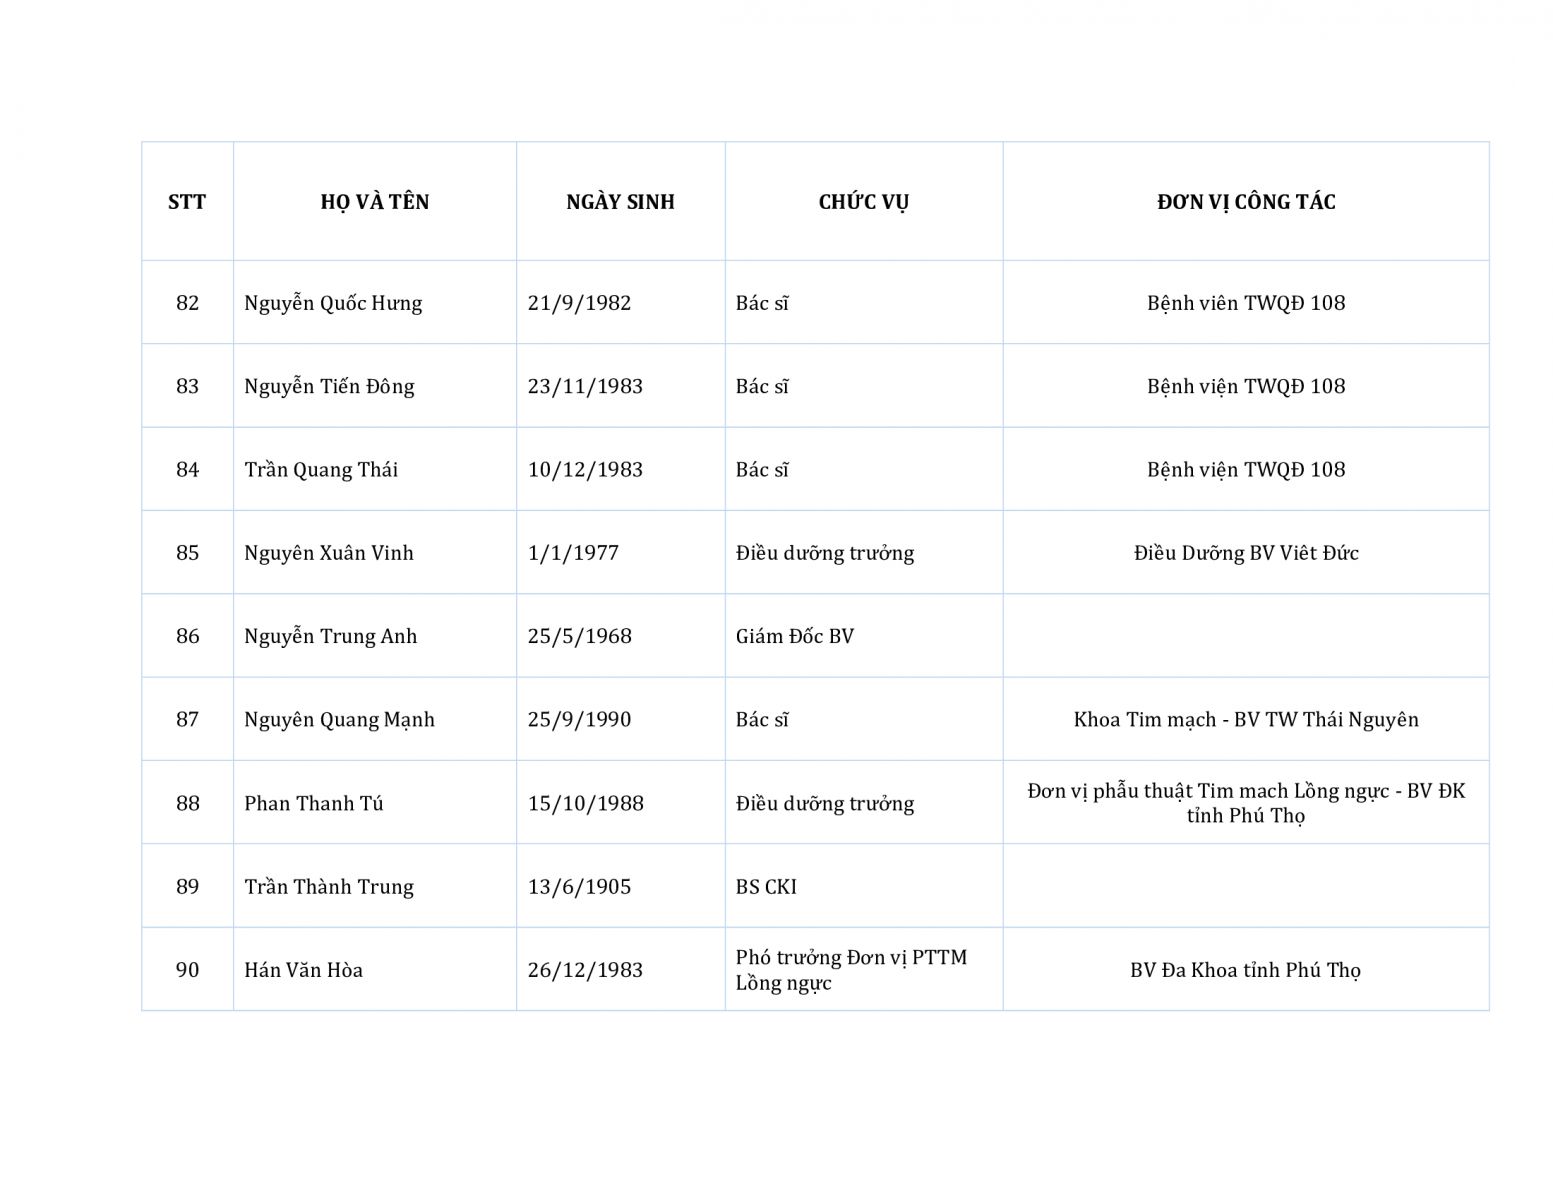 STT HỌ VÀ TÊN NGÀY SINH CHỨC VỤ ĐƠN VỊ CÔNG TÁC
82 Nguyễn Quốc Hưng 21/9/1982 Bác sĩ Bệnh viên TWQĐ 108
83 Nguyễn Tiến Đông 23/11/1983 Bác sĩ Bệnh viện TWQĐ 108
84 Trần Quang Thái 10/12/1983 Bác sĩ Bệnh viện TWQĐ 108
85 Nguyên Xuân Vinh 1/1/1977 Điều dưỡng trưởng Điều Dưỡng BV Viêt Đức
86 Nguyễn Trung Anh 25/5/1968 Giám Đốc BV
87 Nguyên Quang Mạnh 25/9/1990 Bác sĩ Khoa Tim mạch - BV TW Thái Nguyên
88 Phan Thanh Tú 15/10/1988 Điều dưỡng trưởng Đơn vị phẫu thuật Tim mach Lồng ngực - BV ĐK
tỉnh Phú Thọ
89 Trần Thành Trung 13/6/1905 BS CKI
90 Hán Văn Hòa 26/12/1983 Phó trưởng Đơn vị PTTM
Lồng ngực BV Đa Khoa tỉnh Phú Thọ